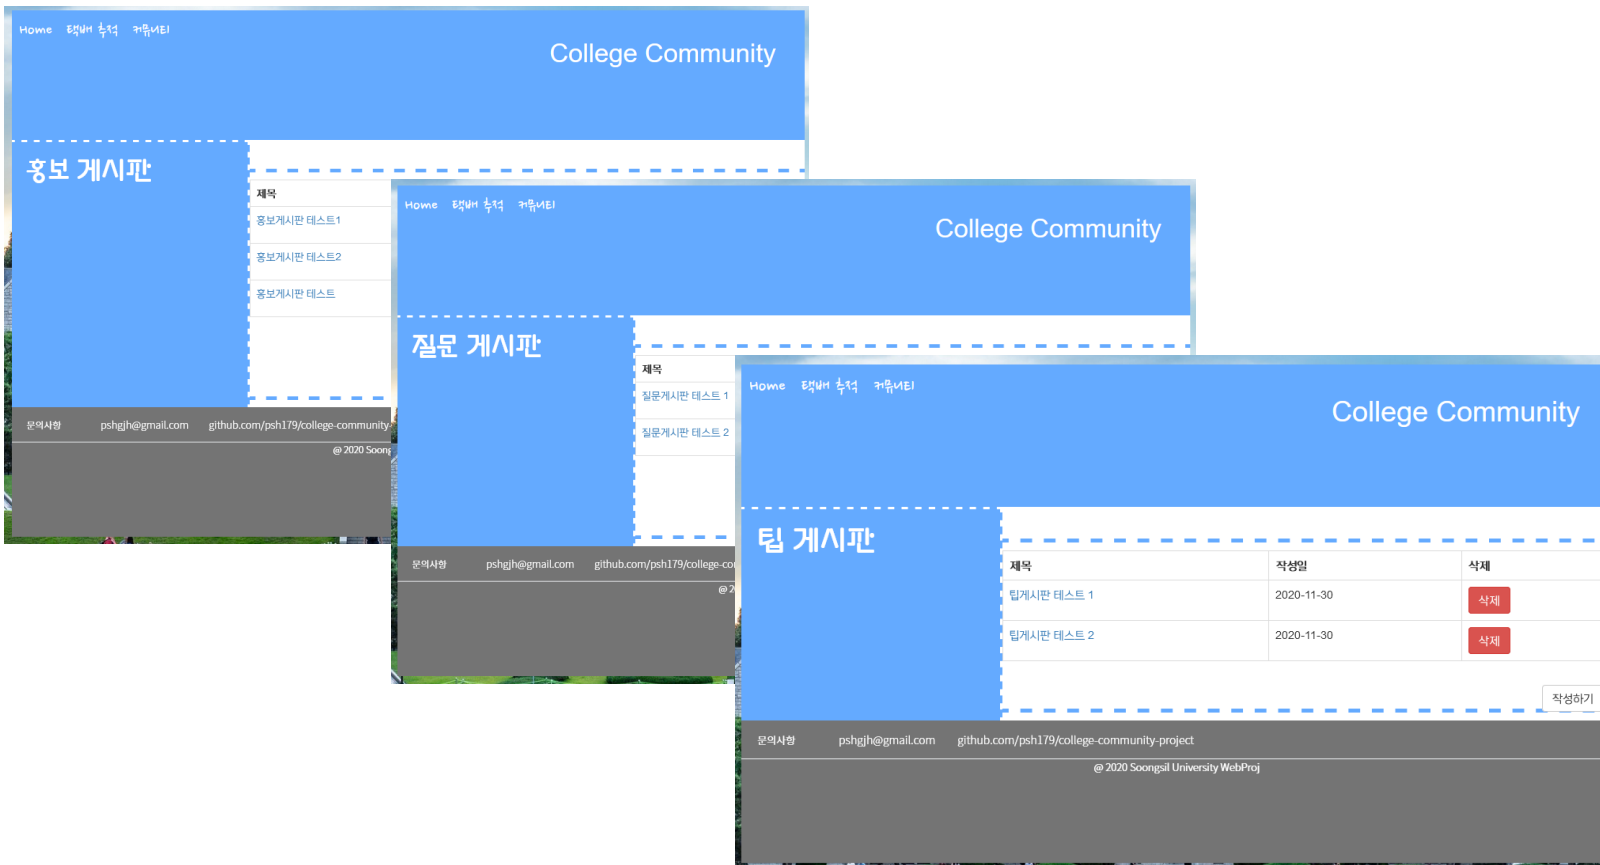 Home 택배 추적 커뮤니티
College Community
홍보 게시판
제목
홍보게시판 테스트1
홍보게시판 테스트2
홍보게시판 테스트
문의사항 pshgjh@gmail.com github.com/psh179/college-community-
@ 2020 Soong
Home 택배 추적 커뮤니티
College Community
질문 게시판
제목
질문게시판 테스트 1
질문게시판 테스트 2
문의사항 pshgjh@gmail.com github.com/psh179/college-co
@ 2
Home 택배 추적 커뮤니티
College Community
팁 게시판
제목 작성일 삭제
팁게시판 테스트 1 2020-11-30 삭제
팁게시판 테스트 2 2020-11-30 삭제
작성하기
문의사항 pshgjh@gmail.com github.com/psh179/college-community-project
@ 2020 Soongsil University WebProj